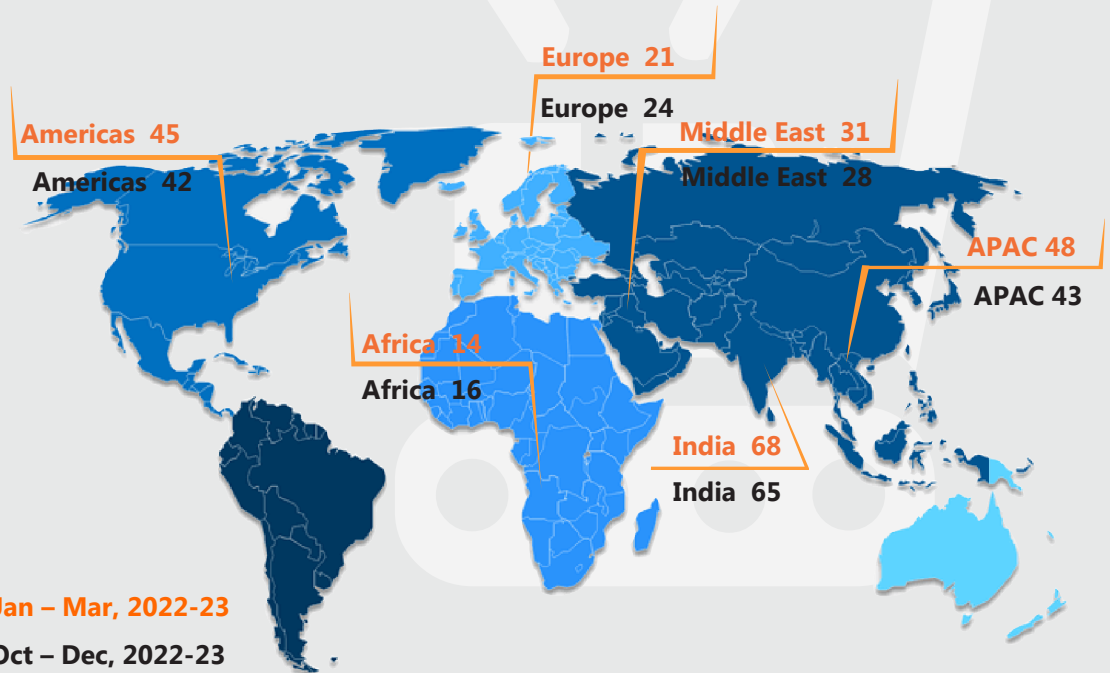 Europe 21
Europe 24
Americas 45
Americas 42
Middle East 31
Middle East 28
APAC 48
APAC 43
Africa 14
Africa 16
India 68
India 65
Jan – Mar, 2022-23
Oct – Dec, 2022-23